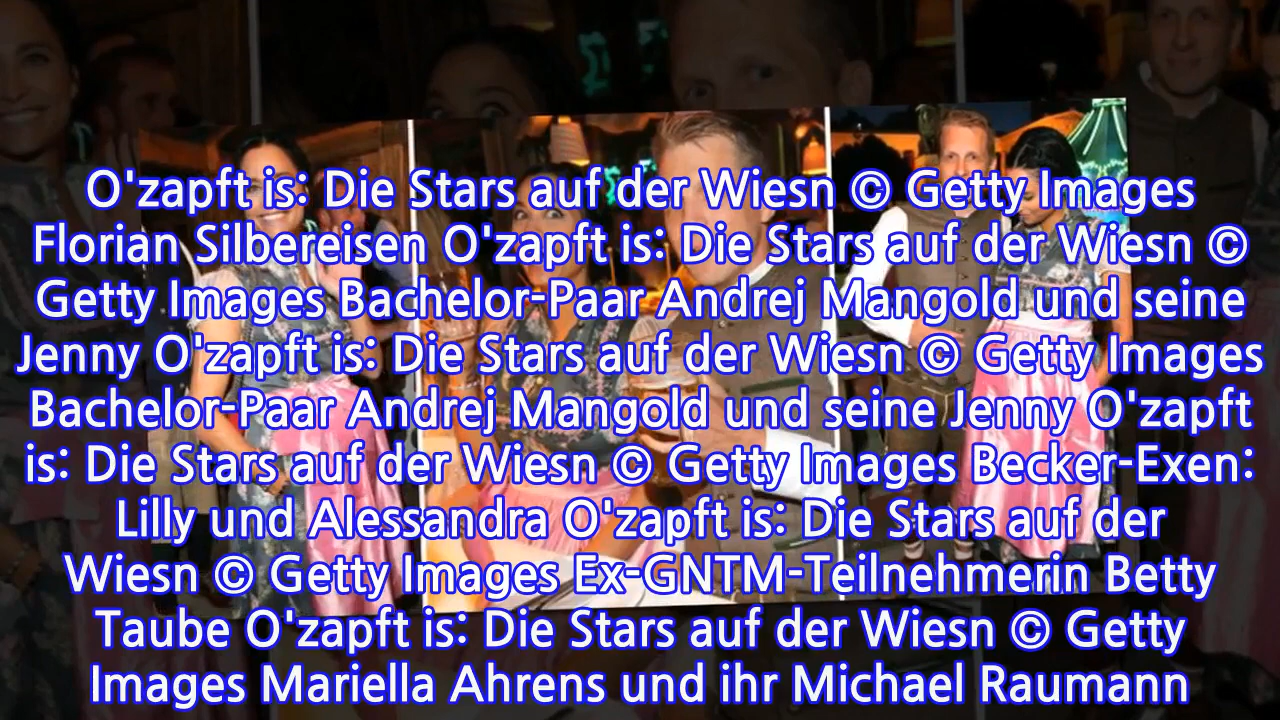 O'zapft is: Die Stars auf der Wiesn © Getty Images
Florian Silbereisen O'zapft is: Die Stars auf der Wiesn ©
Getty Images Bachelor-Paar Andrej Mangold und seine
Jenny O'zapft is: Die Stars auf der Wiesn © Getty Images
Bachelor-Paar Andrej Mangold und seine Jenny O'zapft
is: Die Stars auf der Wiesn © Getty Images Becker-Exen:
Lilly und Alessandra O'zapft is: Die Stars auf der
Wiesn © Getty Images Ex-GNTM-Teilnehmerin Betty
Taube O'zapft is: Die Stars auf der Wiesn © Getty
Images Mariella Ahrens und ihr Michael Raumann